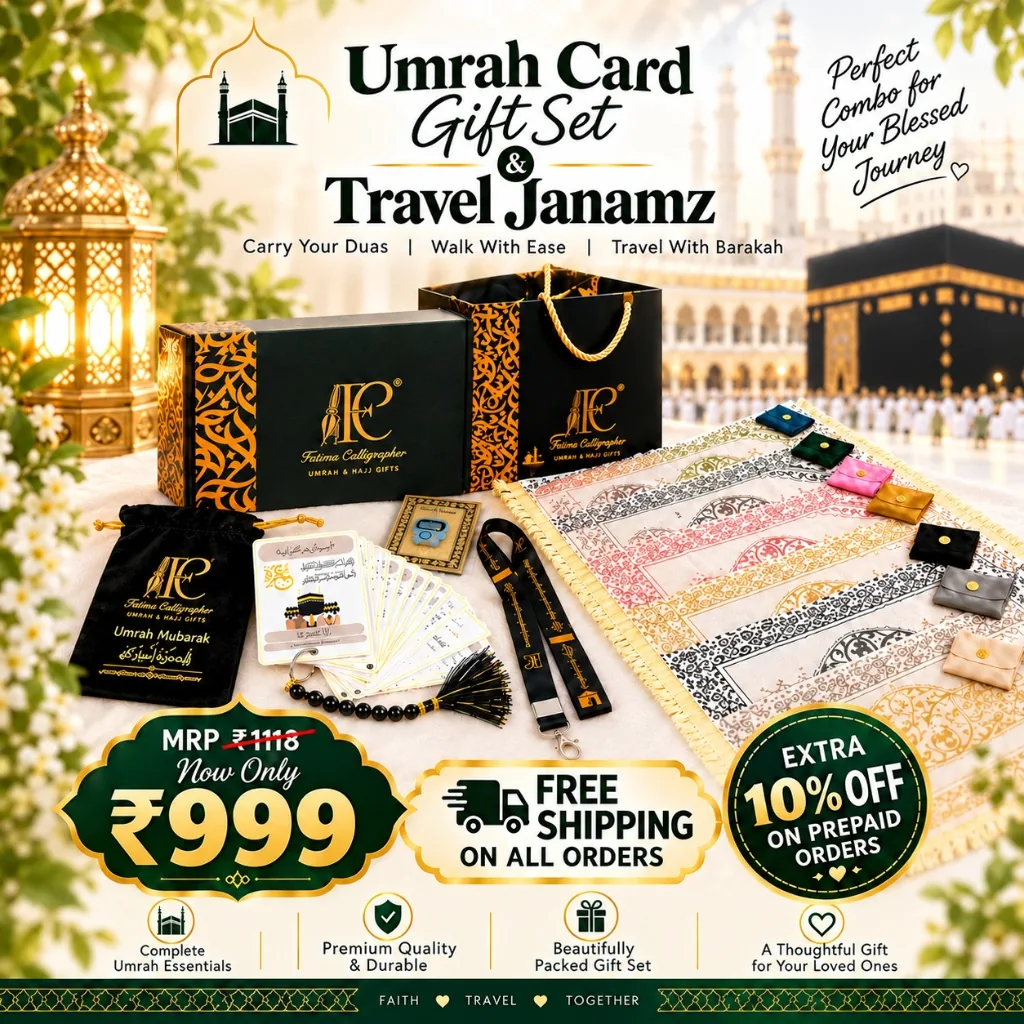 Umrah Card
Gift Set
&
Travel Janamz
Carry Your Duas | Walk With Ease | Travel With Barakah
Perfect
Combo for
Your Blessed
Journey
FC
Fatima Calligrapher
UMRAH & HAJJ GIFTS
FC
Fatima Calligrapher
UMRAH & HAJJ GIFTS
FC
Fatima Calligrapher
UMRAH & HAJJ GIFTS
Umrah Mubarak
MRP ₹1118
Now Only
₹999
FREE
SHIPPING
ON ALL ORDERS
EXTRA
10% OFF
ON PREPAID
ORDERS
Complete
Umrah Essentials
Premium Quality
& Durable
Beautifully
Packed Gift Set
A Thoughtful Gift
for Your Loved Ones
FAITH TRAVEL TOGETHER